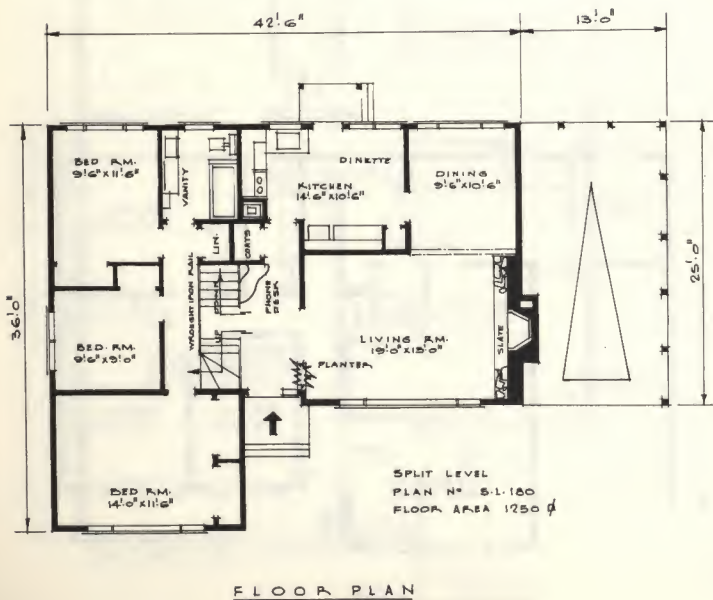 42'-6"
13'-0"
36'-0"
25'-0"
BED RM.
9'-6"X11'-6"
VANITY
DINETTE
KITCHEN
14'-6"X10'-6"
DINING
9'-6"X10'-6"
LIN.
COATS
WROUGHT IRON RAIL
UP DOWN
PHONE
DESK
BED. RM.
9'-6"X9'-0"
LIVING RM.
19'-0"X13'-0"
SLATE
PLANTER
BED RM.
14'-0"X11'-6"
SPLIT LEVEL
PLAN Nº S-L-180
FLOOR AREA 1250 ф
FLOOR PLAN